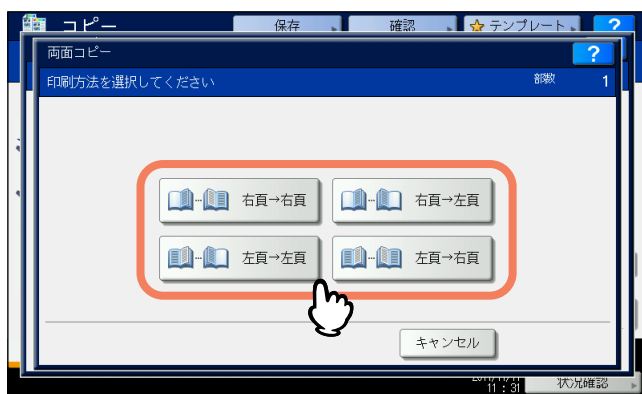 コピー 保存 確認 テンプレート ?
両面コピー ?
印刷方法を選択してください 部数 1
右頁→右頁 右頁→左頁
左頁→左頁 左頁→右頁
キャンセル
11:31 状況確認